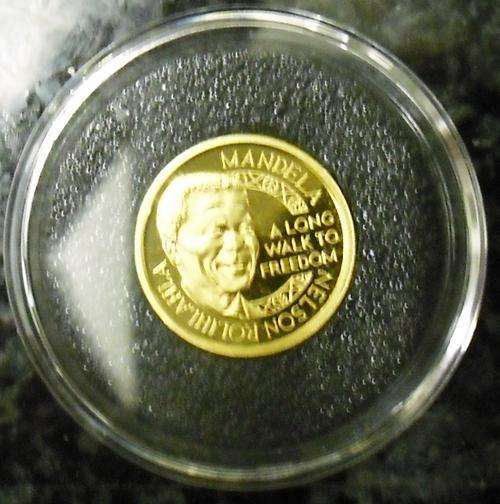 MANDELA
A LONG
WALK TO
FREEDOM
NELSON ROLIHLAHLA